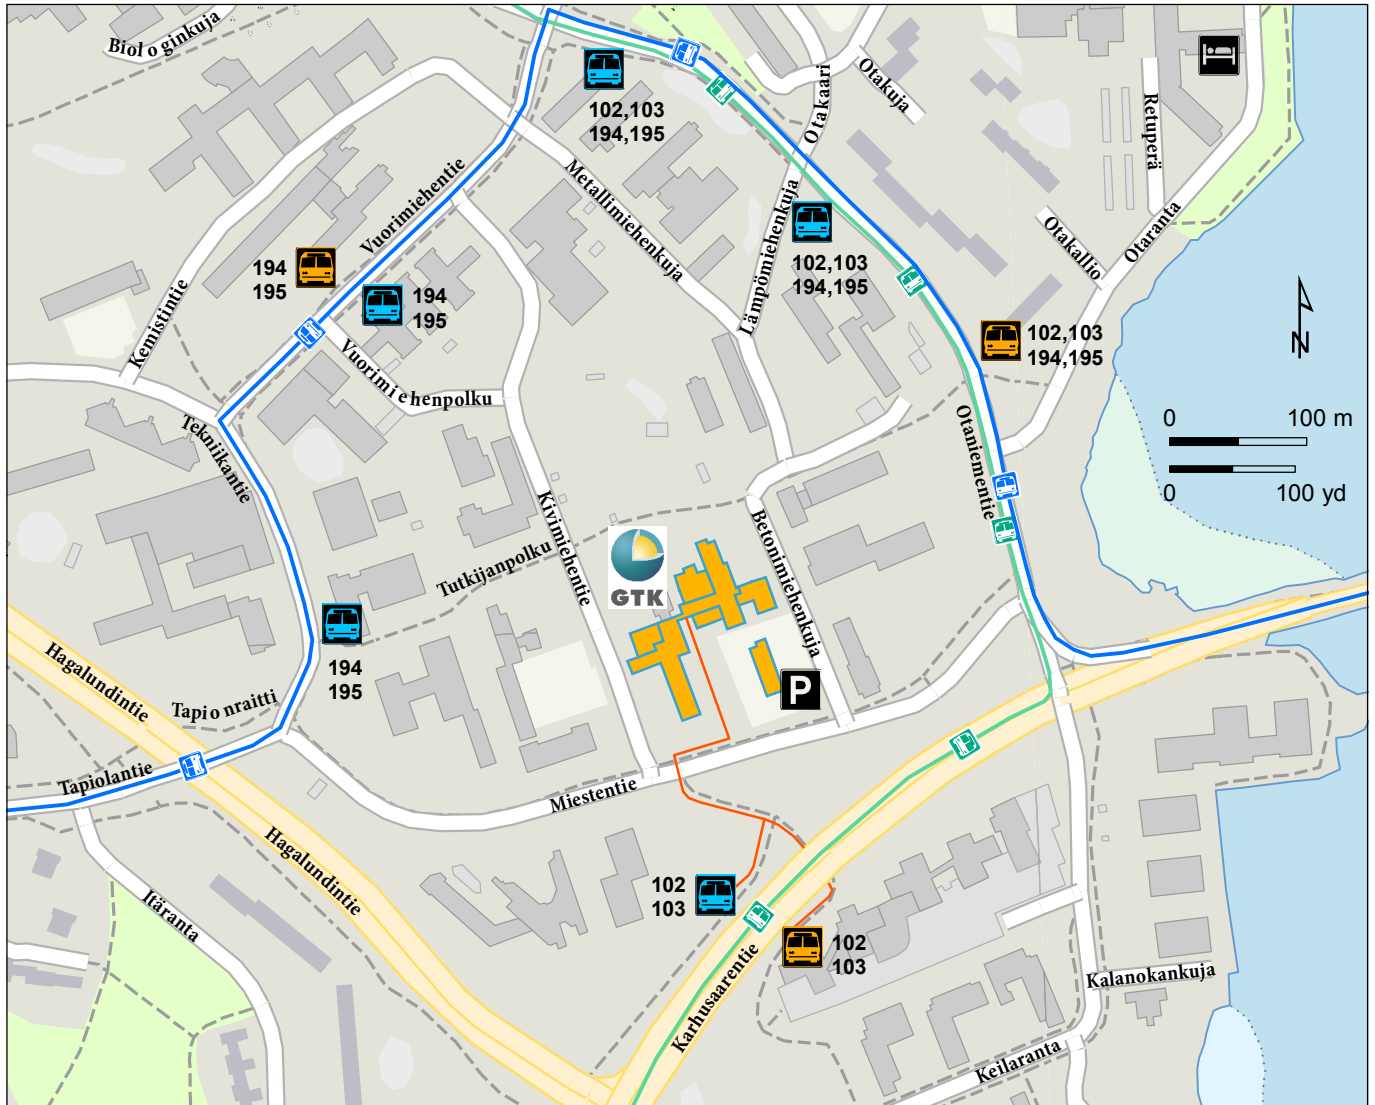 Biologinkuja
102,103
194,195
Otakaari
Otakuja
Retuperä
Metallimiehenkuja
Vuorimiehentie
Lämpömiehenkuja
102,103
194,195
Otakallio
Otaranta
194
195
194
195
Kemistintie
Vuorimiehenpolku
102,103
194,195
N
0 100 m
0 100 yd
Tekniikantie
Otaniementie
Kivimiehentie
Betonimiehenkuja
Tutkijanpolku
GTK
194
195
P
Hagalundintie
Tapionraitti
Tapiolantie
Miestentie
Hagalundintie
Itäranta
102
103
102
103
Karhusaarentie
Kalanokankuja
Keilaranta